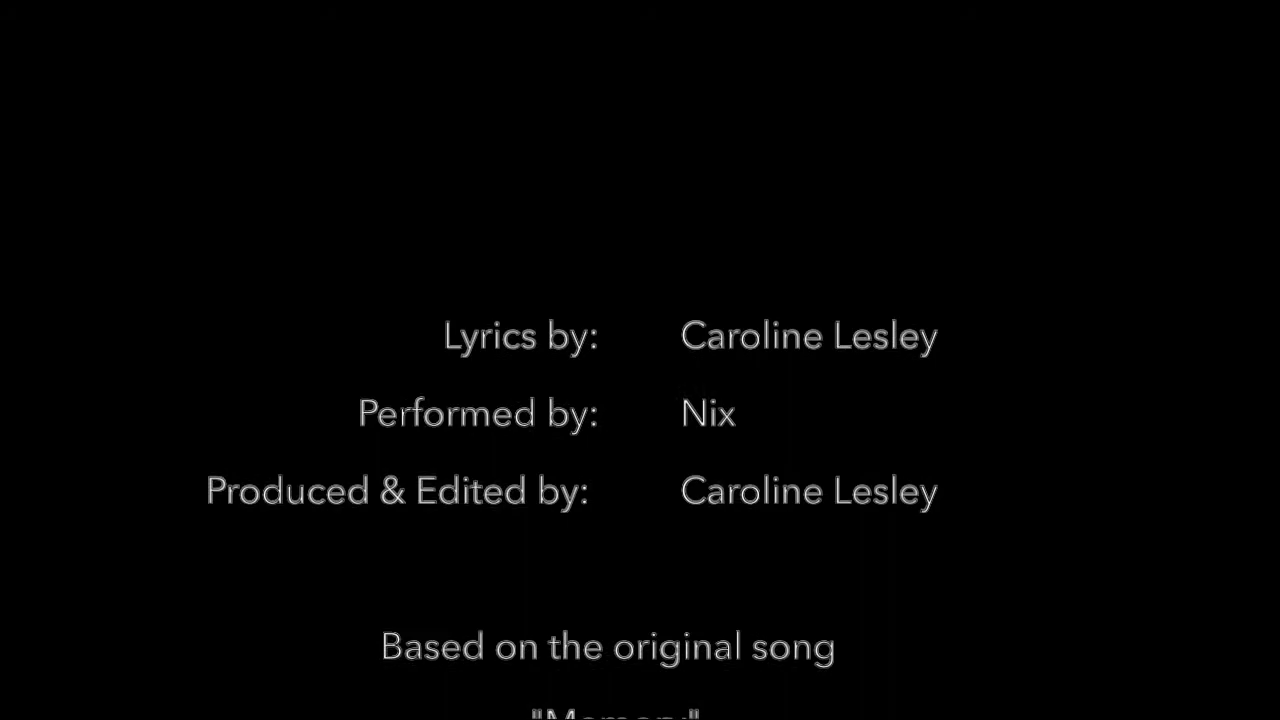 Lyrics by: Caroline Lesley
Performed by: Nix
Produced & Edited by: Caroline Lesley
Based on the original song